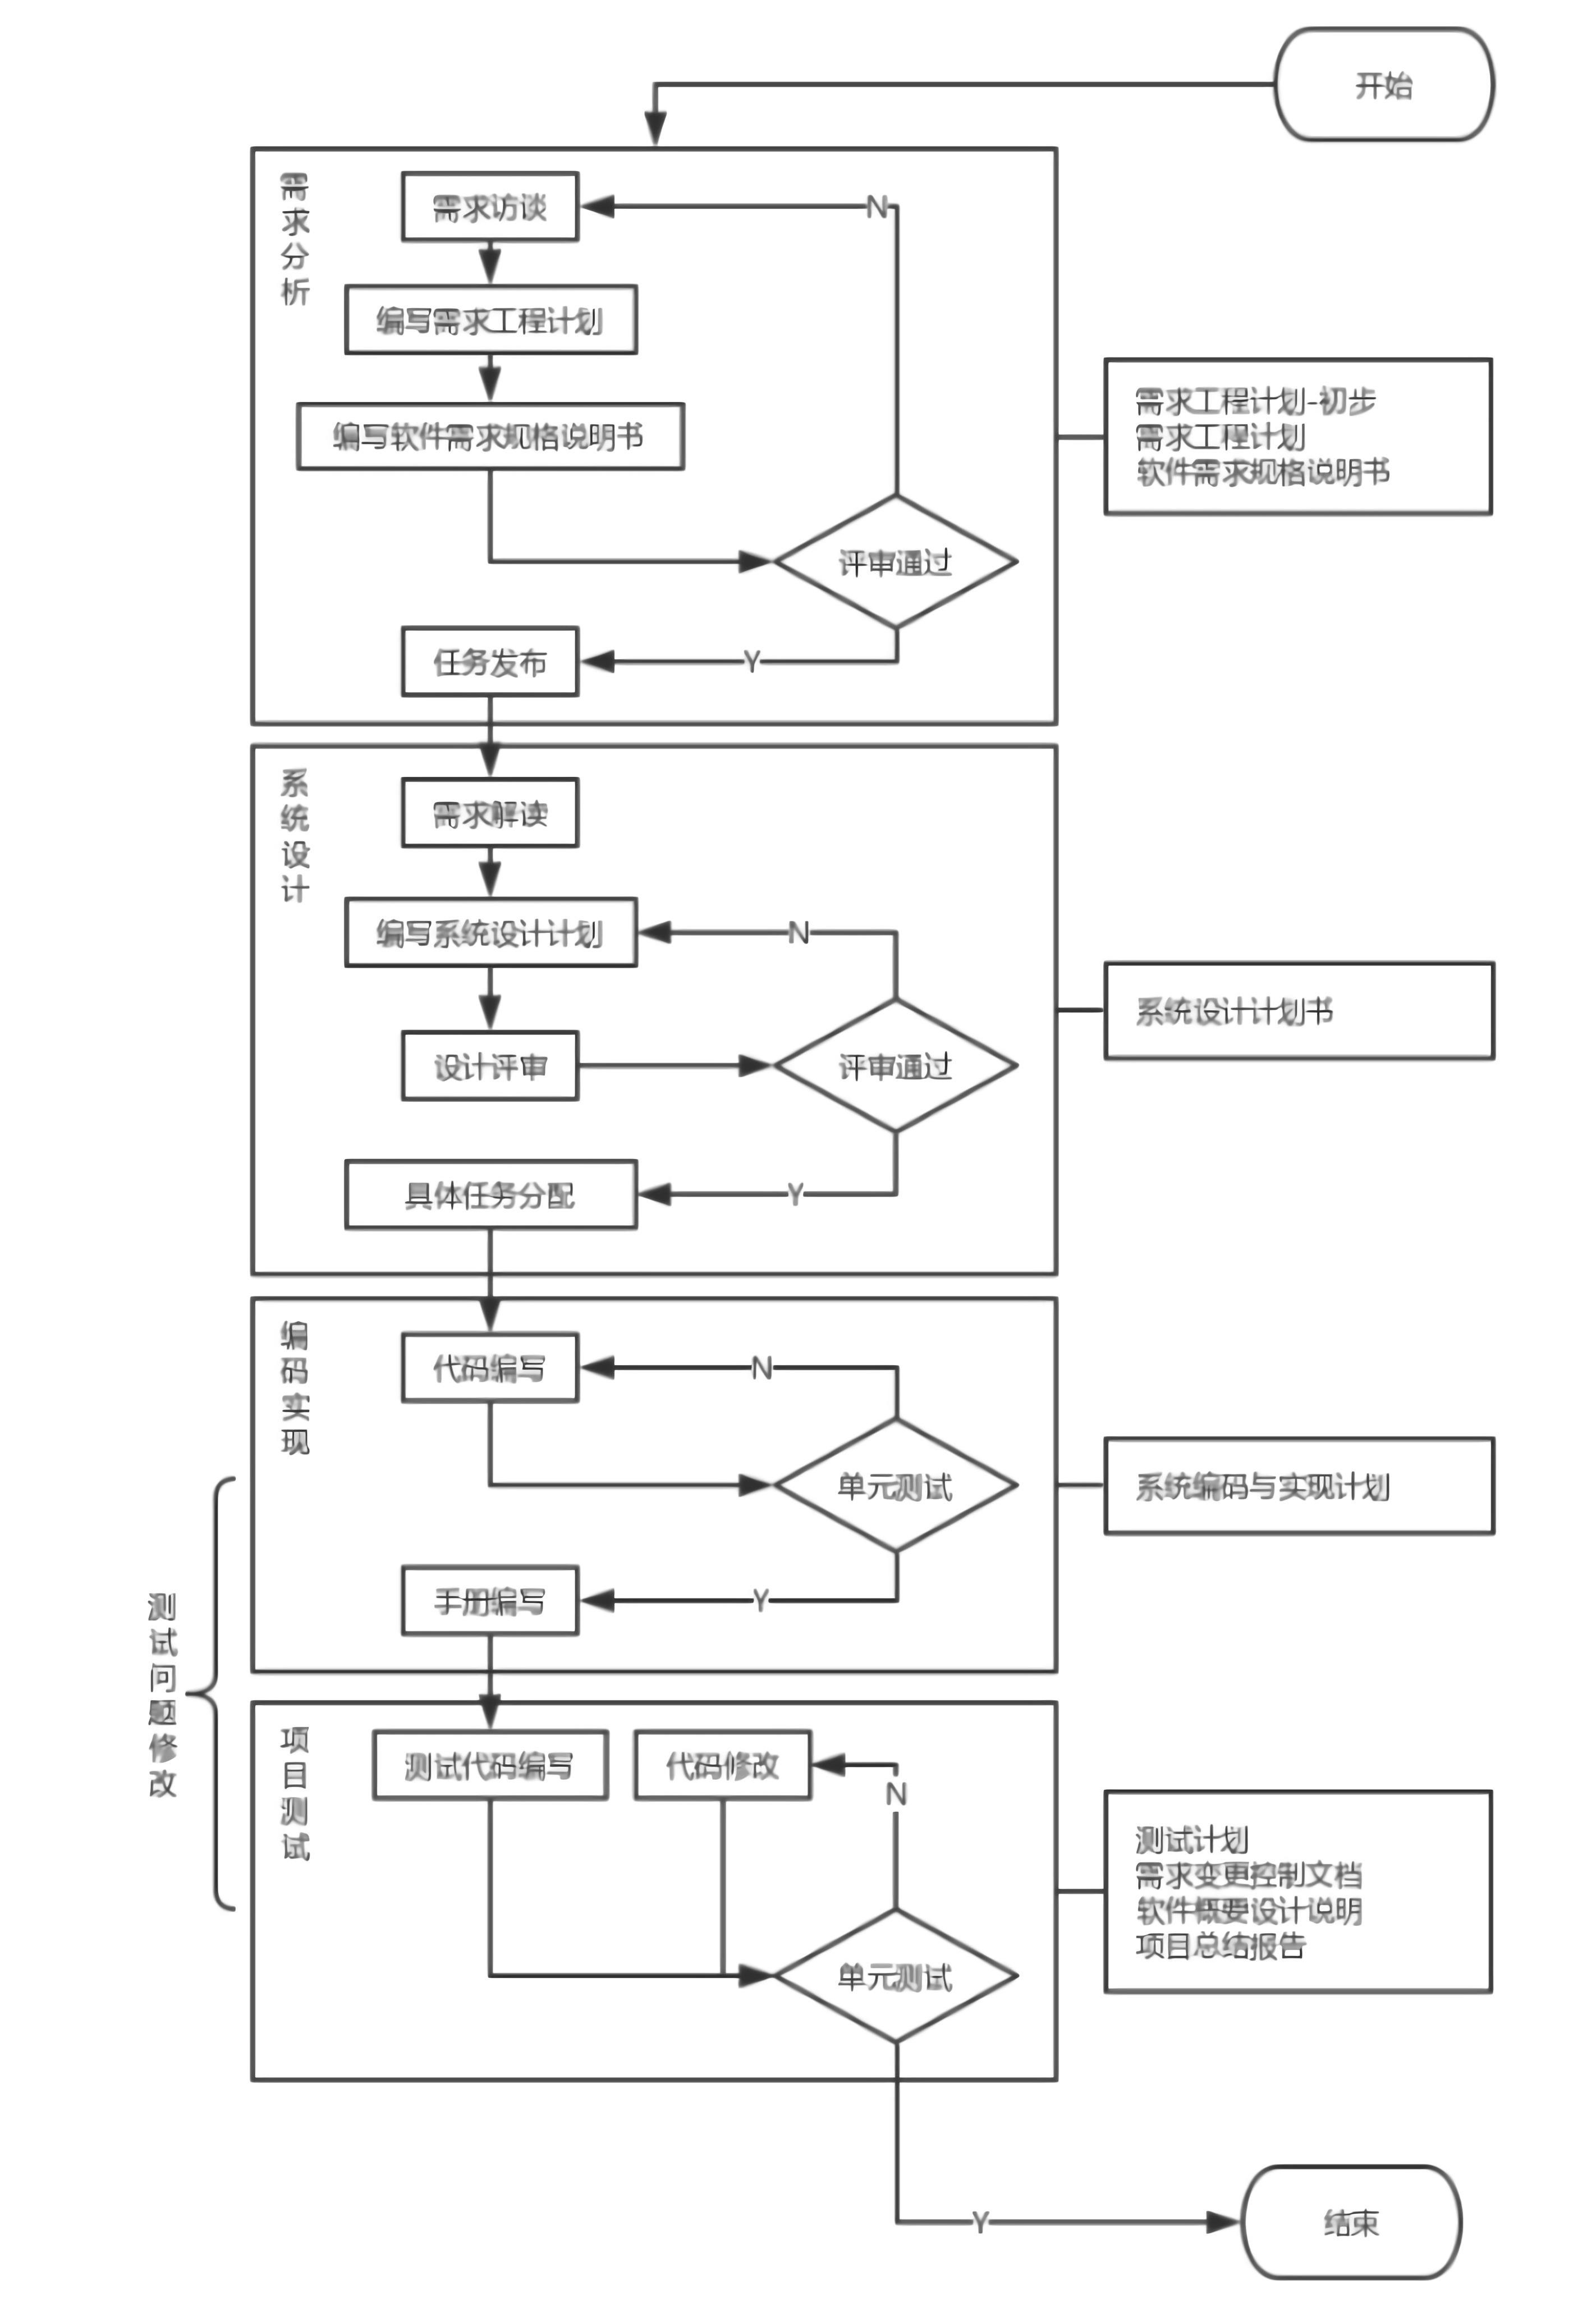 开始
需求分析
需求访谈
N
编写需求工程计划
编写软件需求规格说明书
需求工程计划-初步
需求工程计划
软件需求规格说明书
评审通过
任务发布
Y
系统设计
需求解读
编写系统设计计划
N
设计评审
评审通过
系统设计计划书
具体任务分配
Y
编码实现
代码编写
N
单元测试
系统编码与实现计划
手册编写
Y
测试问题修改
项目测试
测试代码编写
代码修改
N
测试计划
需求变更控制文档
软件概要设计说明
项目总结报告
单元测试
Y
结束